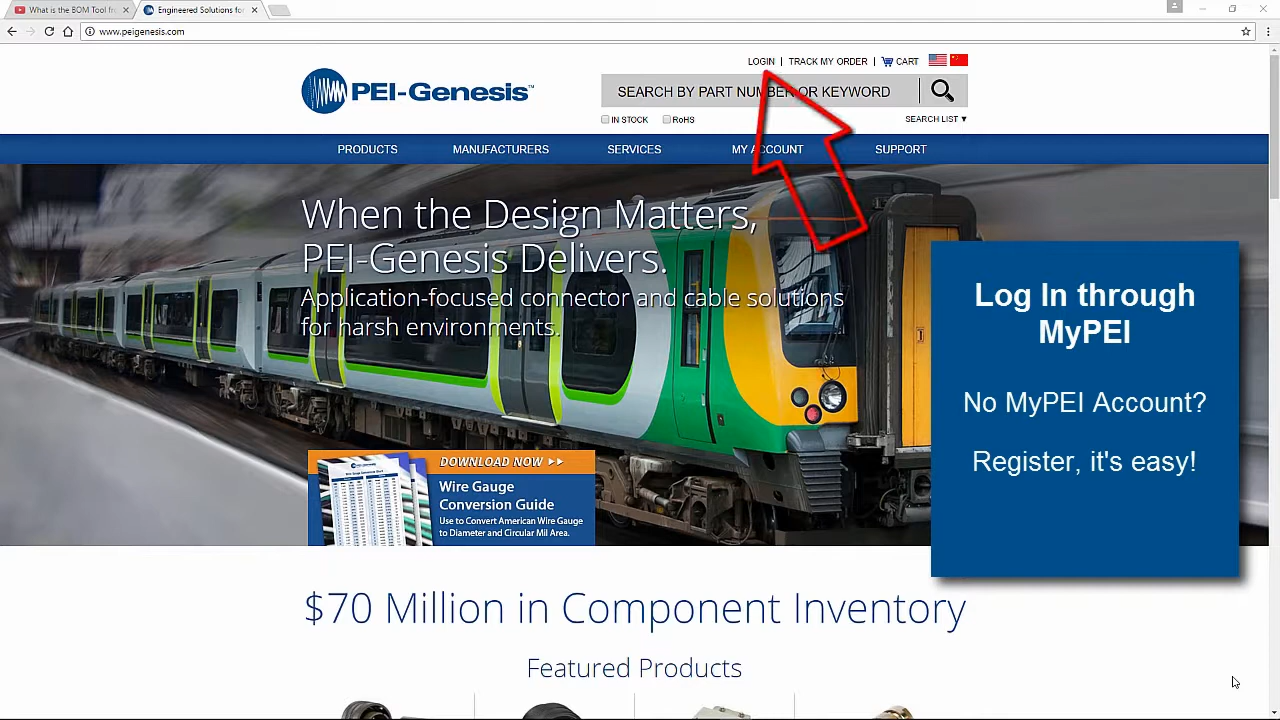 What is the BOM Tool from
Engineered Solutions for
www.peigenesis.com
LOGIN | TRACK MY ORDER | CART
PEI-Genesis™
SEARCH BY PART NUMBER OR KEYWORD
IN STOCK RoHS SEARCH LIST ▼
PRODUCTS MANUFACTURERS SERVICES MY ACCOUNT SUPPORT
When the Design Matters,
PEI-Genesis Delivers.
Application-focused connector and cable solutions
for harsh environments.
Log In through
MyPEI
No MyPEI Account?
Register, it's easy!
DOWNLOAD NOW ►►
Wire Gauge
Conversion Guide
Use to Convert American Wire Gauge
to Diameter and Circular Mil Area.
$70 Million in Component Inventory
Featured Products